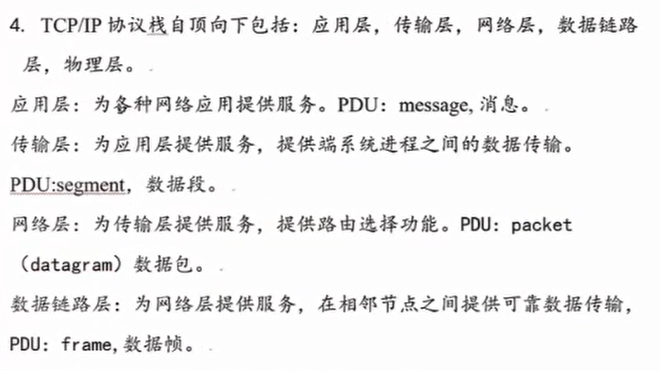 4. TCP/IP 协议栈自顶向下包括：应用层，传输层，网络层，数据链路
层，物理层。
应用层：为各种网络应用提供服务。PDU：message, 消息。
传输层：为应用层提供服务，提供端系统进程之间的数据传输。
PDU:segment，数据段。
网络层：为传输层提供服务，提供路由选择功能。PDU：packet
（datagram）数据包。
数据链路层：为网络层提供服务，在相邻节点之间提供可靠数据传输，
PDU：frame,数据帧。